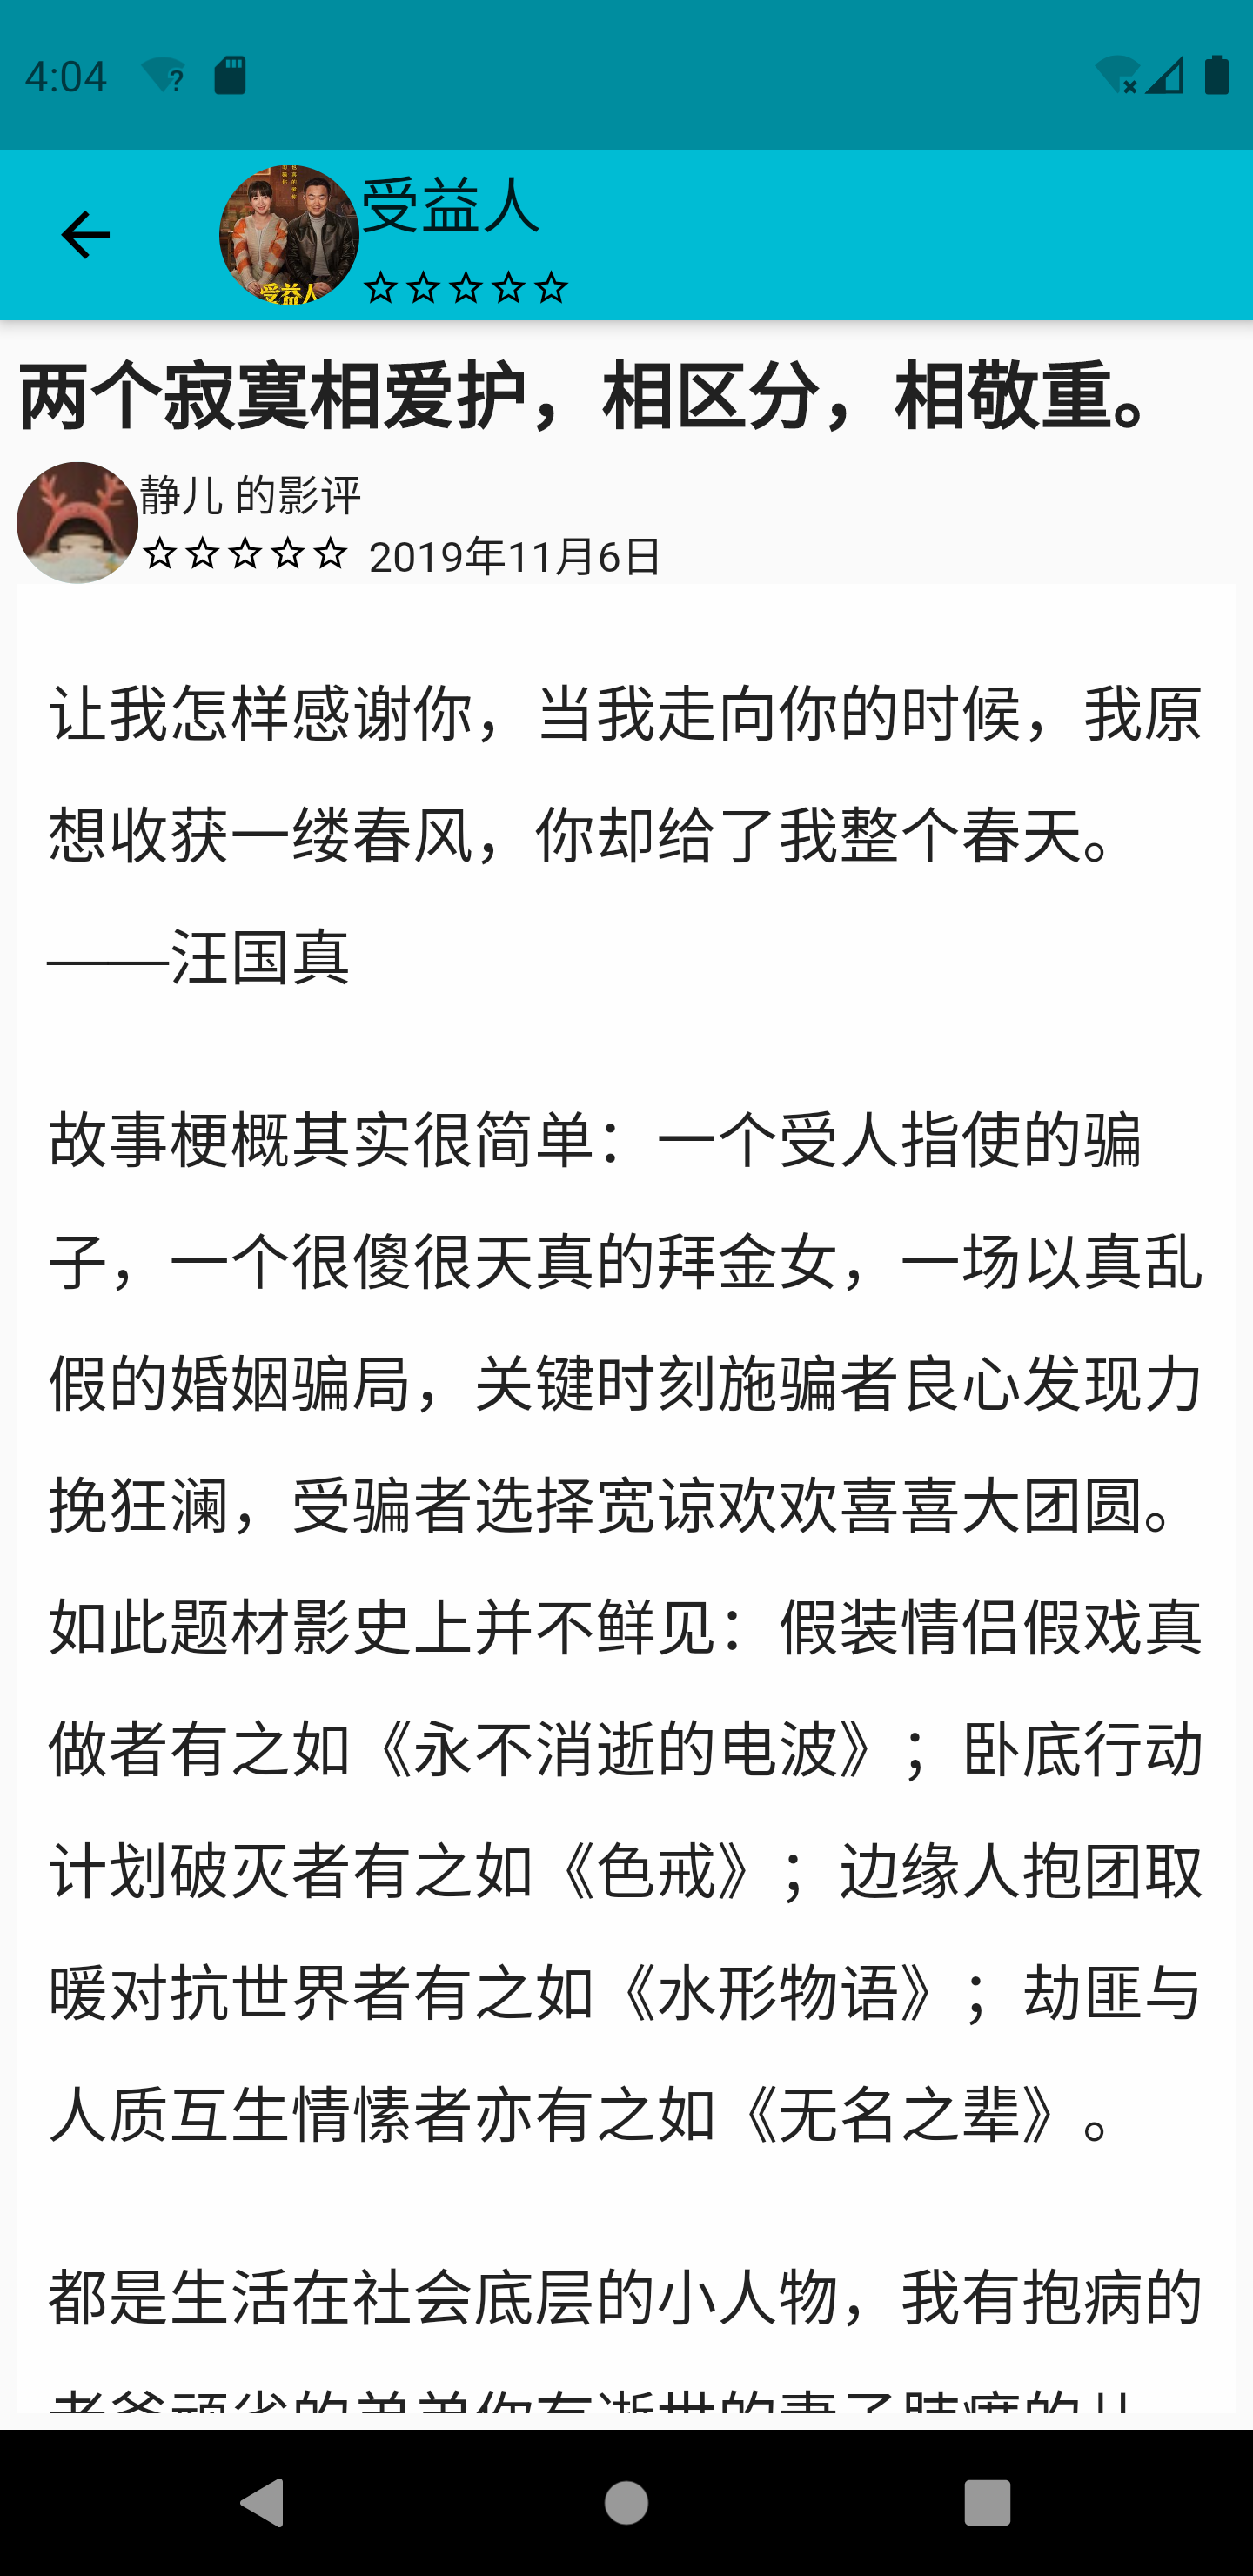 4:04
受益人
两个寂寞相爱护，相区分，相敬重。
静儿 的影评
2019年11月6日
让我怎样感谢你，当我走向你的时候，我原
想收获一缕春风，你却给了我整个春天。
——汪国真
故事梗概其实很简单：一个受人指使的骗
子，一个很傻很天真的拜金女，一场以真乱
假的婚姻骗局，关键时刻施骗者良心发现力
挽狂澜，受骗者选择宽谅欢欢喜喜大团圆。
如此题材影史上并不鲜见：假装情侣假戏真
做者有之如《永不消逝的电波》；卧底行动
计划破灭者有之如《色戒》；边缘人抱团取
暖对抗世界者有之如《水形物语》；劫匪与
人质互生情愫者亦有之如《无名之辈》。
都是生活在社会底层的小人物，我有抱病的